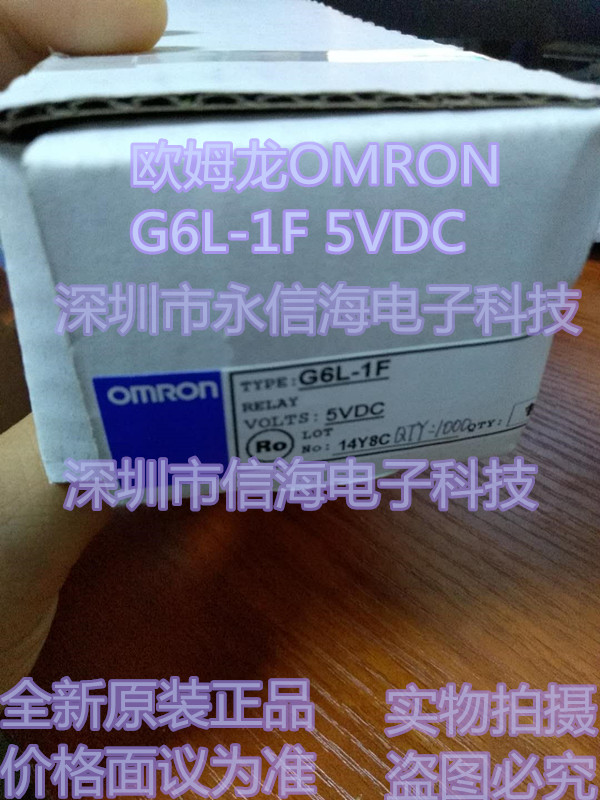 欧姆龙OMRON
G6L-1F 5VDC
深圳市永信海电子科技
OMRON
TYPE: G6L-1F
RELAY
VOLTS: 5VDC
Ro
LOT
No: 14Y8C QTY:1000 QTY:
深圳市信海电子科技
全新原装正品
实物拍摄
价格面议为准
盗图必究